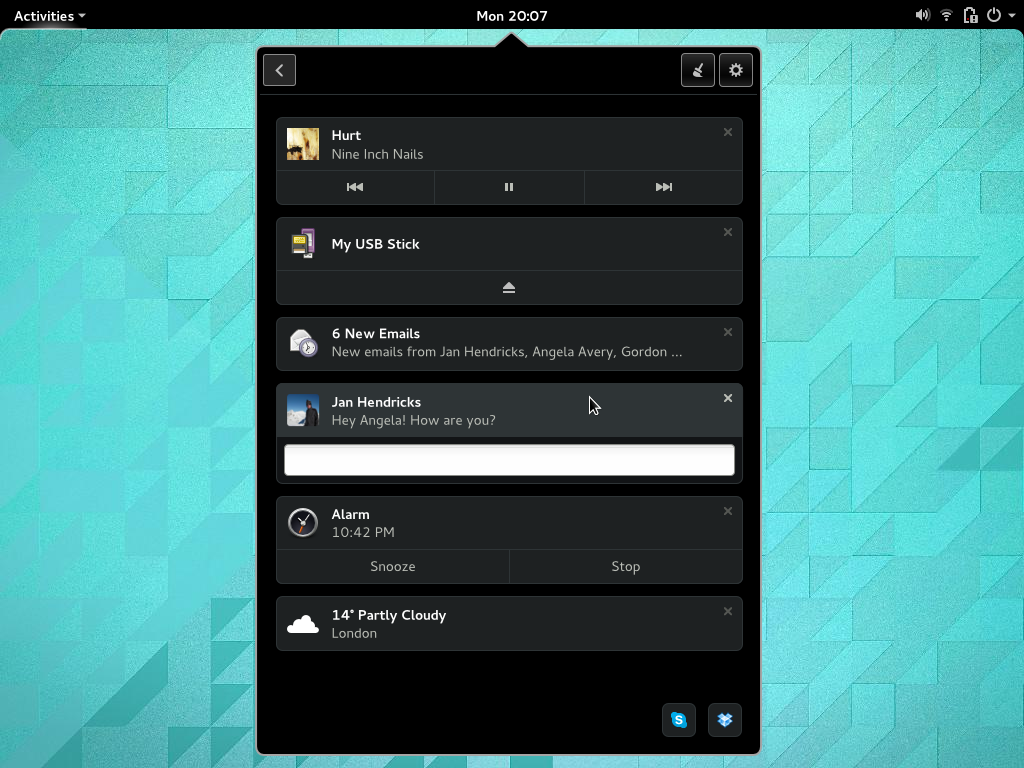 Activities
Mon 20:07
Hurt
Nine Inch Nails
My USB Stick
6 New Emails
New emails from Jan Hendricks, Angela Avery, Gordon ...
Jan Hendricks
Hey Angela! How are you?
Alarm
10:42 PM
Snooze
Stop
14° Partly Cloudy
London